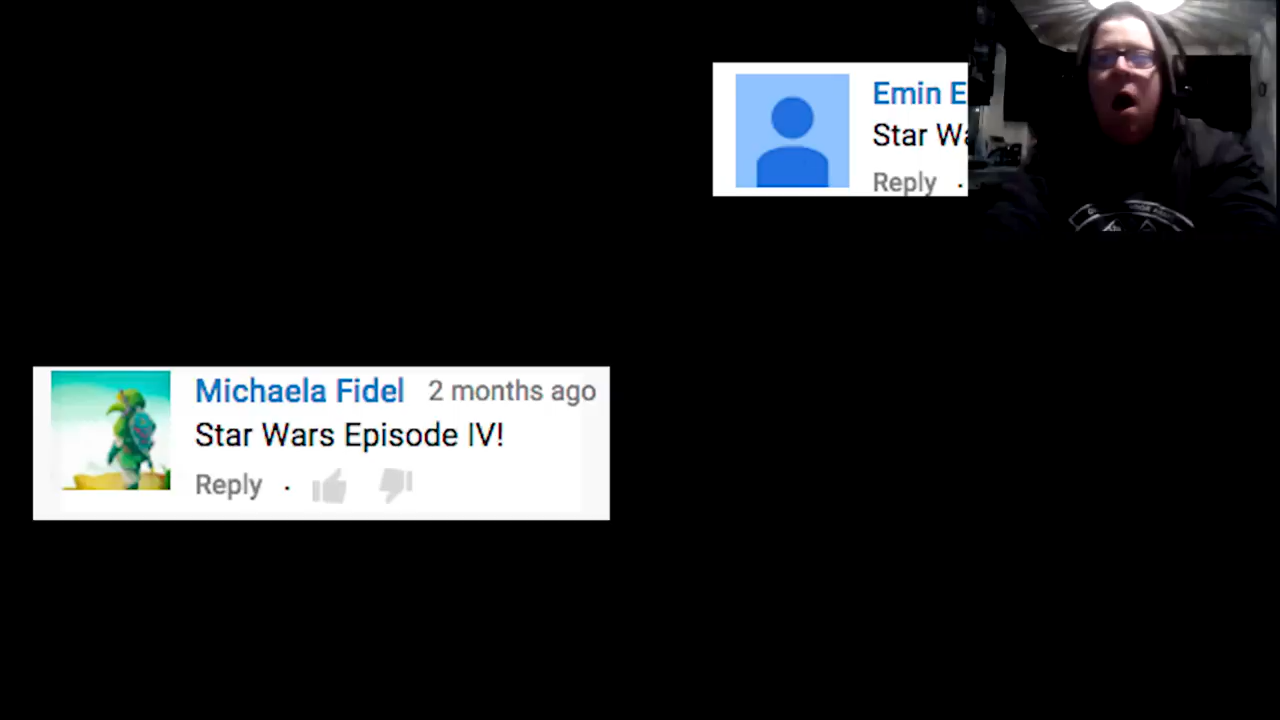 Emin E
Star Wa
Reply .
Michaela Fidel 2 months ago
Star Wars Episode IV!
Reply .